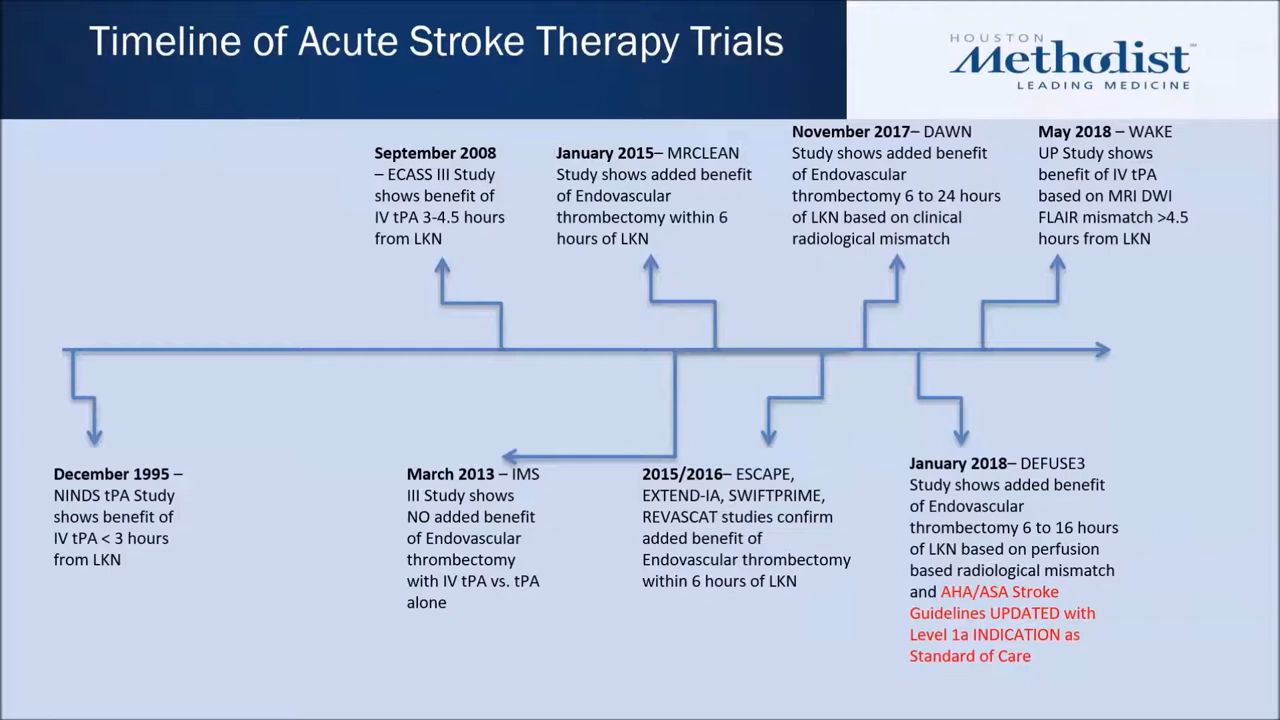 Timeline of Acute Stroke Therapy Trials
HOUSTON
Methodist
LEADING MEDICINE
September 2008
– ECASS III Study
shows benefit of
IV tPA 3-4.5 hours
from LKN
January 2015– MRCLEAN
Study shows added benefit
of Endovascular
thrombectomy within 6
hours of LKN
November 2017– DAWN
Study shows added benefit
of Endovascular
thrombectomy 6 to 24 hours
of LKN based on clinical
radiological mismatch
May 2018 – WAKE
UP Study shows
benefit of IV tPA
based on MRI DWI
FLAIR mismatch >4.5
hours from LKN
December 1995 –
NINDS tPA Study
shows benefit of
IV tPA < 3 hours
from LKN
March 2013 – IMS
III Study shows
NO added benefit
of Endovascular
thrombectomy
with IV tPA vs. tPA
alone
2015/2016– ESCAPE,
EXTEND-IA, SWIFTPRIME,
REVASCAT studies confirm
added benefit of
Endovascular thrombectomy
within 6 hours of LKN
January 2018– DEFUSE3
Study shows added benefit
of Endovascular
thrombectomy 6 to 16 hours
of LKN based on perfusion
based radiological mismatch
and AHA/ASA Stroke
Guidelines UPDATED with
Level 1a INDICATION as
Standard of Care